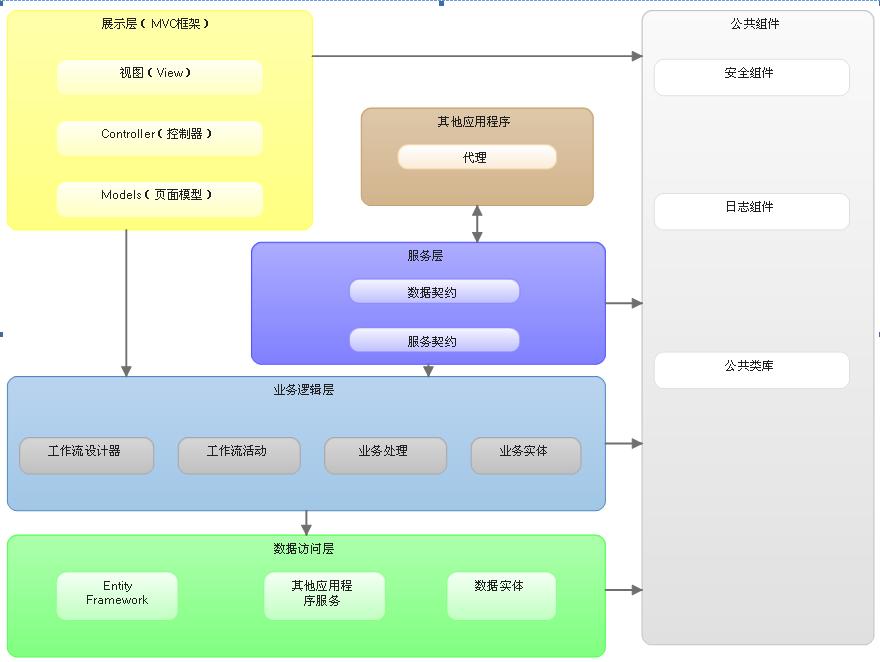 展示层（MVC框架）
视图（View）
Controller（控制器）
Models（页面模型）
其他应用程序
代理
服务层
数据契约
服务契约
业务逻辑层
工作流设计器
工作流活动
业务处理
业务实体
数据访问层
Entity
Framework
其他应用程
序服务
数据实体
公共组件
安全组件
日志组件
公共类库